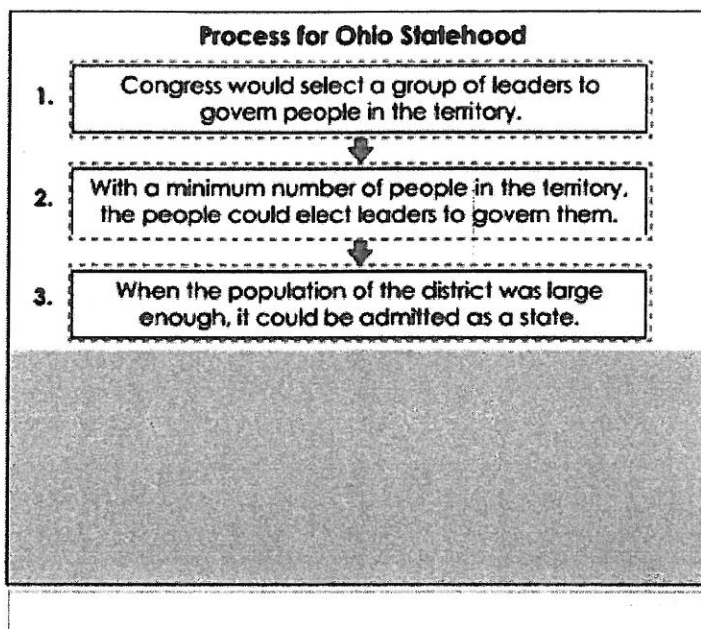 Process for Ohio Statehood
1. Congress would select a group of leaders to
govern people in the territory.
2. With a minimum number of people in the territory,
the people could elect leaders to govern them.
3. When the population of the district was large
enough, it could be admitted as a state.